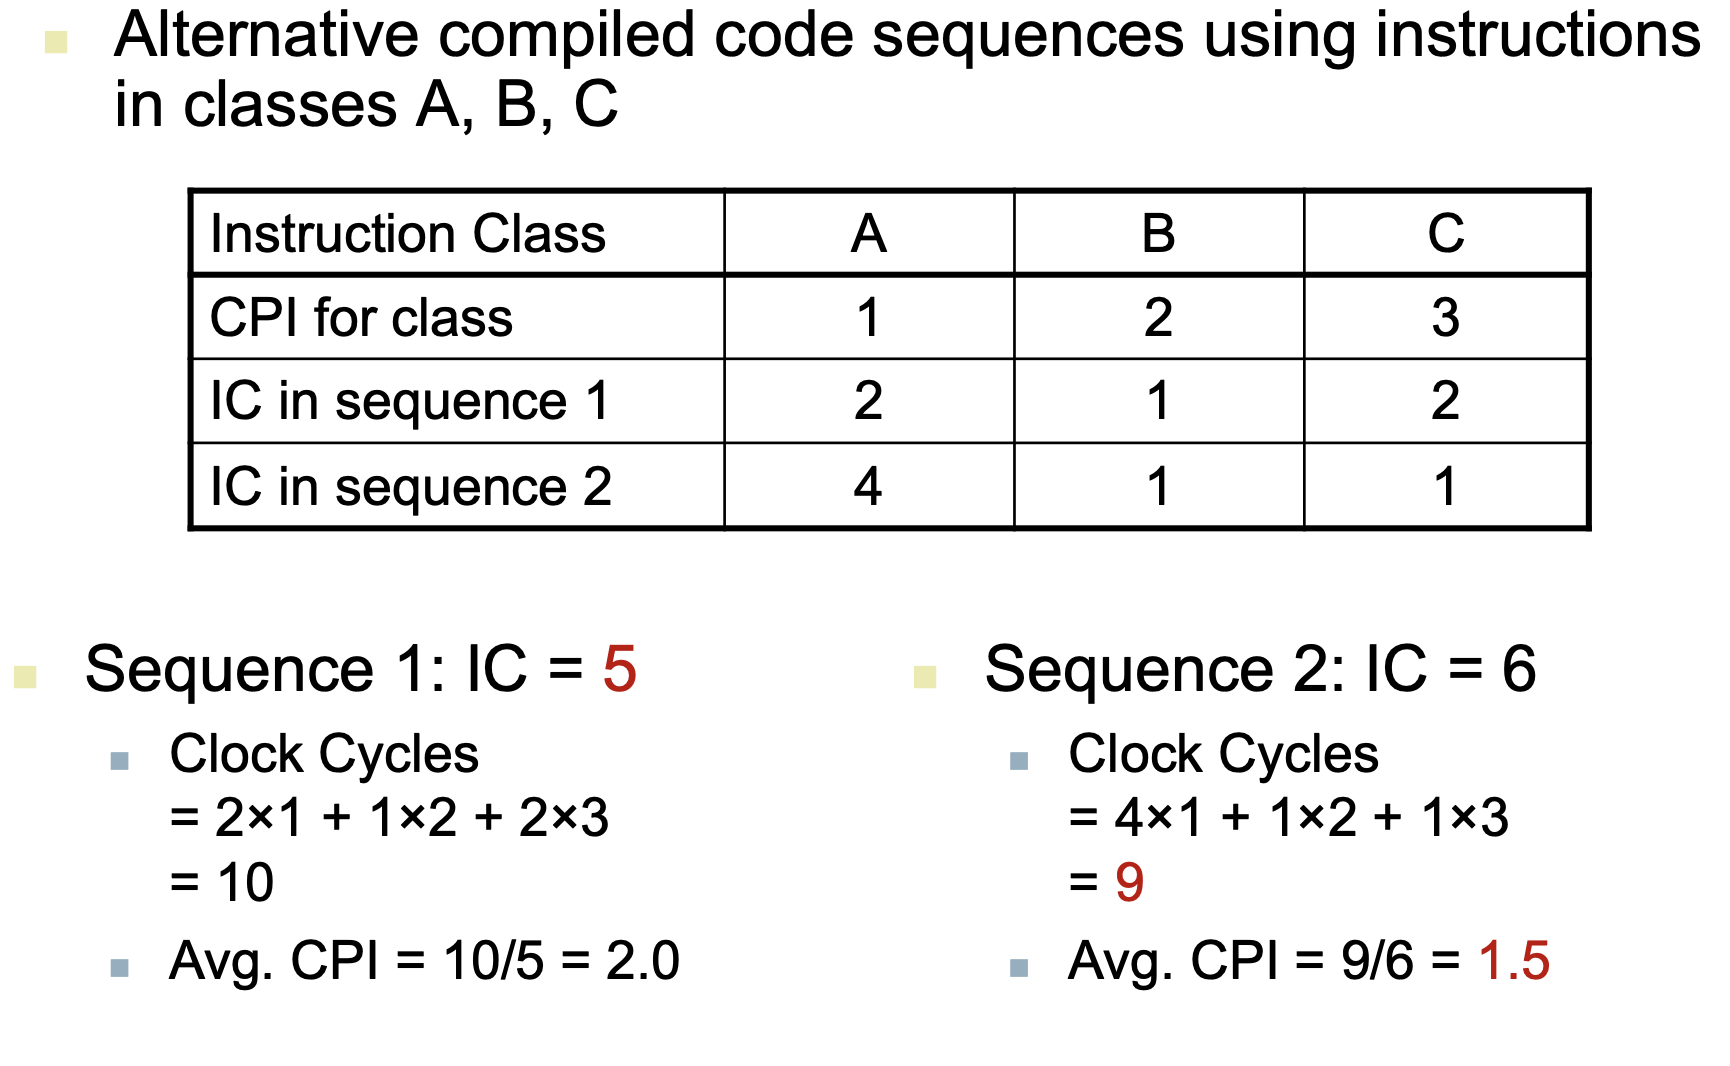 Alternative compiled code sequences using instructions
in classes A, B, C
Instruction Class A B C
CPI for class 1 2 3
IC in sequence 1 2 1 2
IC in sequence 2 4 1 1
Sequence 1: IC = 5
Clock Cycles
= 2×1 + 1×2 + 2×3
= 10
Avg. CPI = 10/5 = 2.0
Sequence 2: IC = 6
Clock Cycles
= 4×1 + 1×2 + 1×3
= 9
Avg. CPI = 9/6 = 1.5